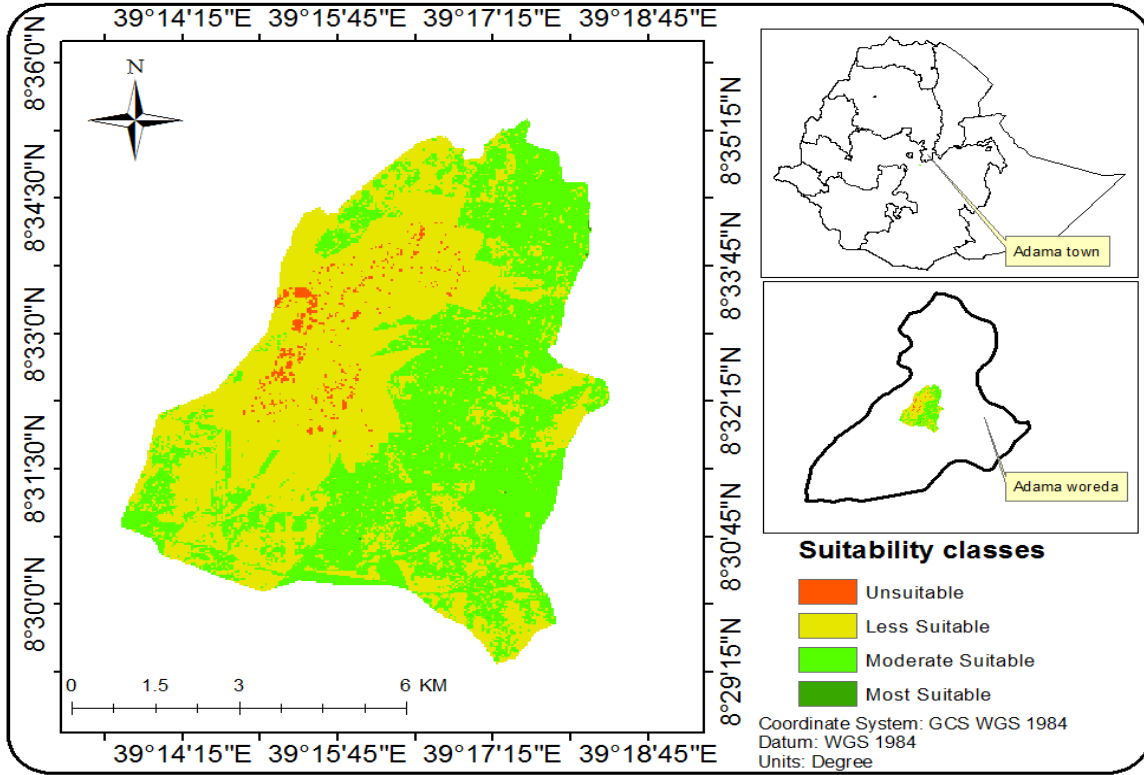 39°14'15"E 39°15'45"E 39°17'15"E 39°18'45"E
8°36'0"N
8°34'30"N
8°33'0"N
8°31'30"N
8°30'0"N
N
8°35'15"N
8°33'45"N
8°32'15"N
8°30'45"N
8°29'15"N
Adama town
Adama woreda
Suitability classes
Unsuitable
Less Suitable
Moderate Suitable
Most Suitable
0 1.5 3 6 KM
Coordinate System: GCS WGS 1984
Datum: WGS 1984
Units: Degree
39°14'15"E 39°15'45"E 39°17'15"E 39°18'45"E